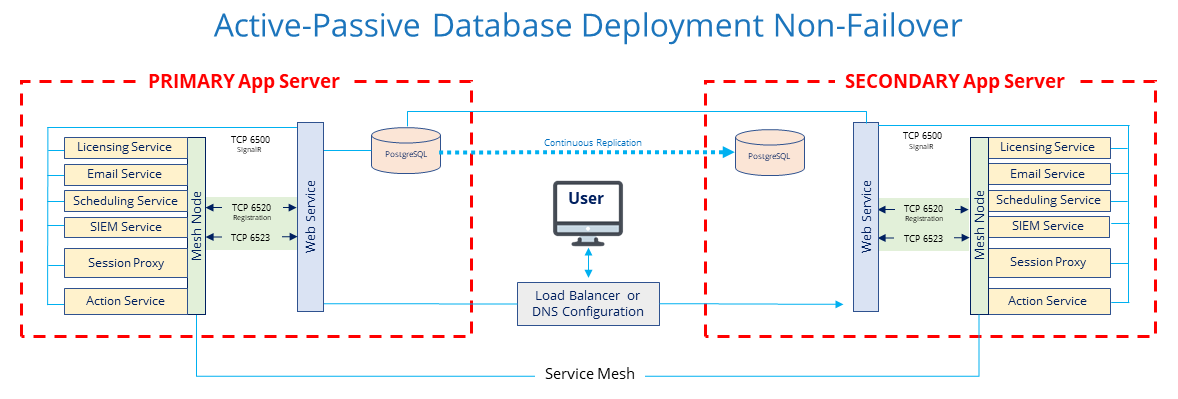 Active-Passive Database Deployment Non-Failover
PRIMARY App Server
SECONDARY App Server
TCP 6500
SignalR
Licensing Service
Email Service
Scheduling Service
SIEM Service
Session Proxy
Action Service
Mesh Node
TCP 6520
Registration
TCP 6523
Web Service
PostgreSQL
Continuous Replication
PostgreSQL
User
Load Balancer or
DNS Configuration
Web Service
TCP 6500
SignalR
TCP 6520
Registration
TCP 6523
Mesh Node
Licensing Service
Email Service
Scheduling Service
SIEM Service
Session Proxy
Action Service
Service Mesh